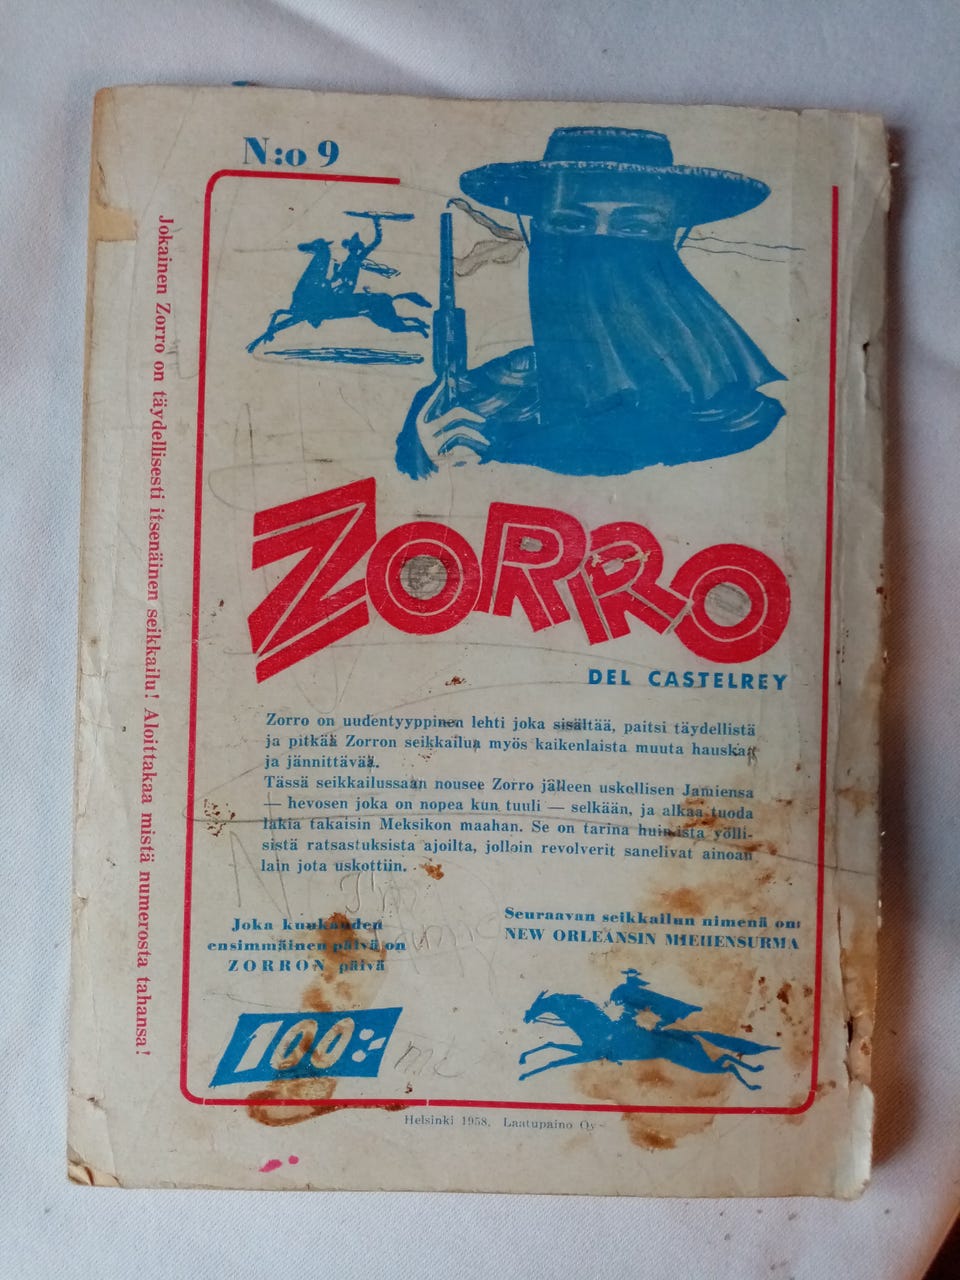 N:o 9
Jokainen Zorro on täydellisesti itsenäinen seikkailu! Aloittakaa mistä numerosta tahansa!
ZORRO
DEL CASTELREY
Zorro on uudentyyppinen lehti joka sisältää, paitsi täydellistä
ja pitkää Zorron seikkailua myös kaikenlaista muuta hauskaa
ja jännittävää.
Tässä seikkailussaan nousee Zorro jälleen uskellisen Jamiensa
— hevosen joka on nopea kun tuuli — selkään, ja alkaa tuoda
lakia takaisin Meksikon maahan. Se on tarina huimista yölli-
sistä ratsastuksista ajoilta, jolloin revolverit sanelivat ainoan
lain jota uskottiin.
Joka kuukauden
ensimmäinen päivä on
ZORRON päivä
Seuraavan seikkailun nimenä on:
NEW ORLEANSIN MIEHENSURMA
100:-
mk
Helsinki 1958. Laatupaino Oy